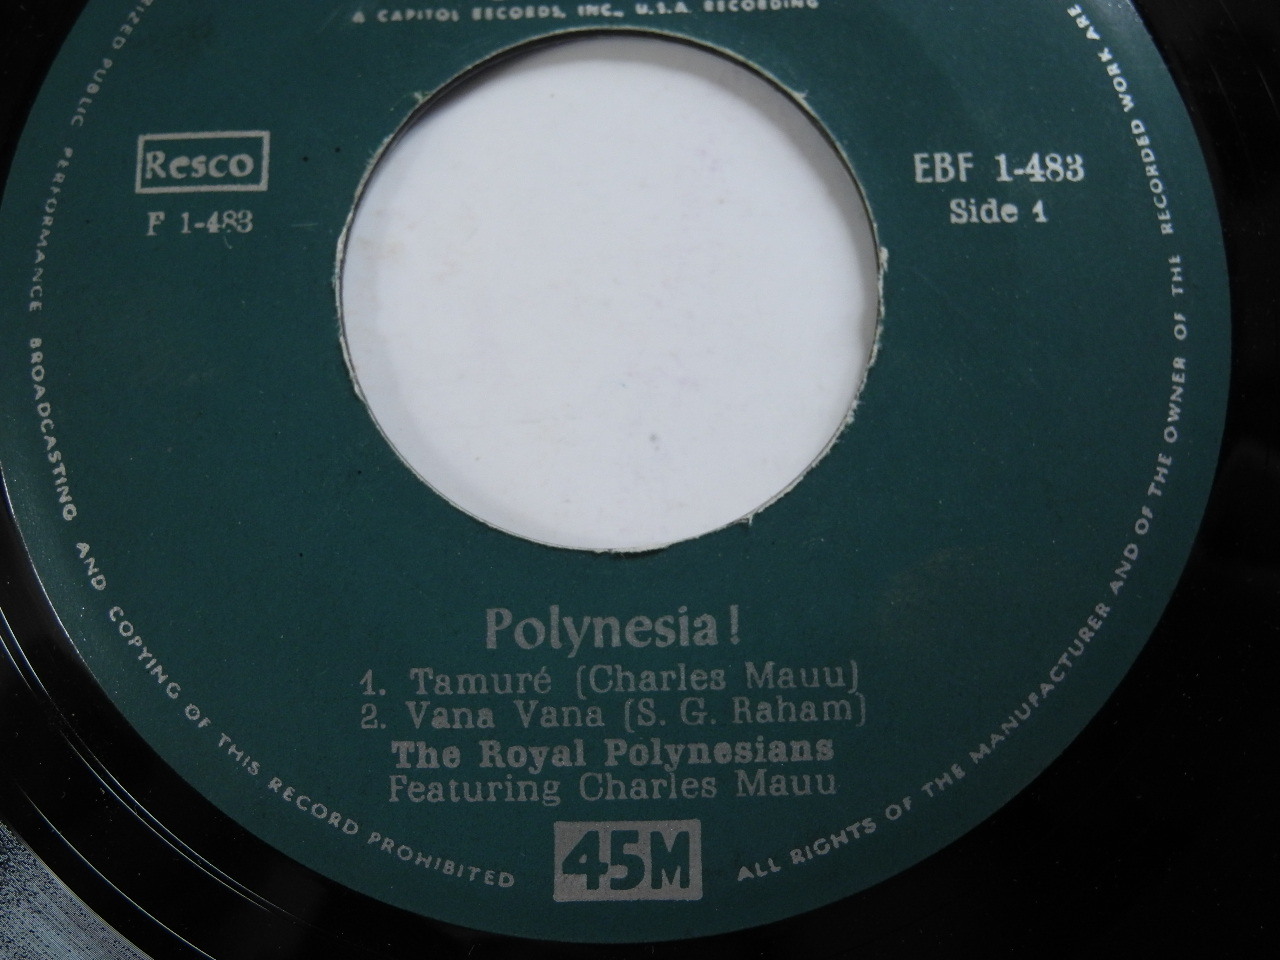 & CAPITOL RECORDS, INC., U.S.A. RECORDING
Resco
F 1-483
EBF 1-483
Side 1
Polynesia!
1. Tamuré (Charles Mauu)
2. Vana Vana (S. G. Raham)
The Royal Polynesians
Featuring Charles Mauu
45M
ALL RIGHTS OF THE MANUFACTURER AND OF THE OWNER OF THE RECORDED WORK ARE
PUBLIC PERFORMANCE BROADCASTING AND COPYING OF THIS RECORD PROHIBITED